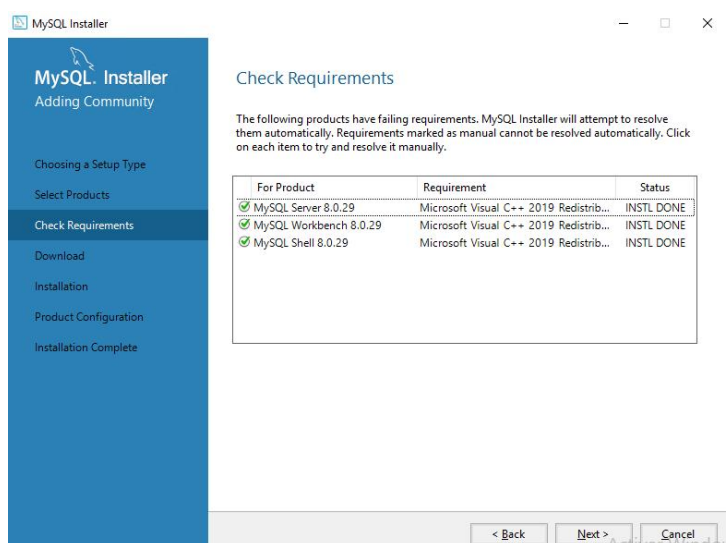 MySQL Installer
MySQL. Installer
Adding Community
Choosing a Setup Type
Select Products
Check Requirements
Download
Installation
Product Configuration
Installation Complete
Check Requirements
The following products have failing requirements. MySQL Installer will attempt to resolve
them automatically. Requirements marked as manual cannot be resolved automatically. Click
on each item to try and resolve it manually.
For Product Requirement Status
MySQL Server 8.0.29 Microsoft Visual C++ 2019 Redistrib... INSTL DONE
MySQL Workbench 8.0.29 Microsoft Visual C++ 2019 Redistrib... INSTL DONE
MySQL Shell 8.0.29 Microsoft Visual C++ 2019 Redistrib... INSTL DONE
< Back Next > Cancel